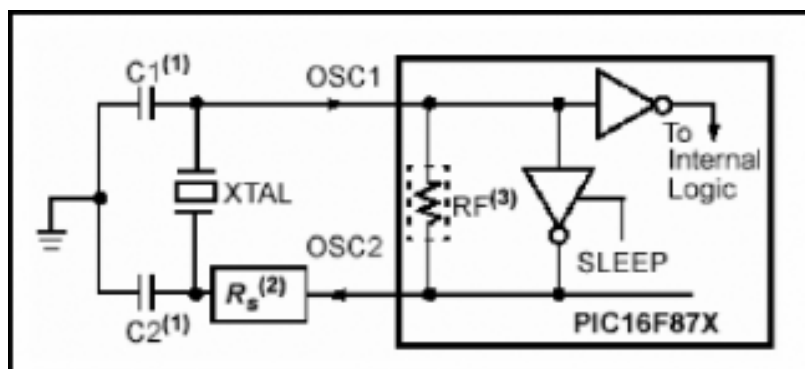 C1(1)
OSC1
To
Internal
Logic
XTAL
RF(3)
OSC2
SLEEP
Rs(2)
C2(1)
PIC16F87X